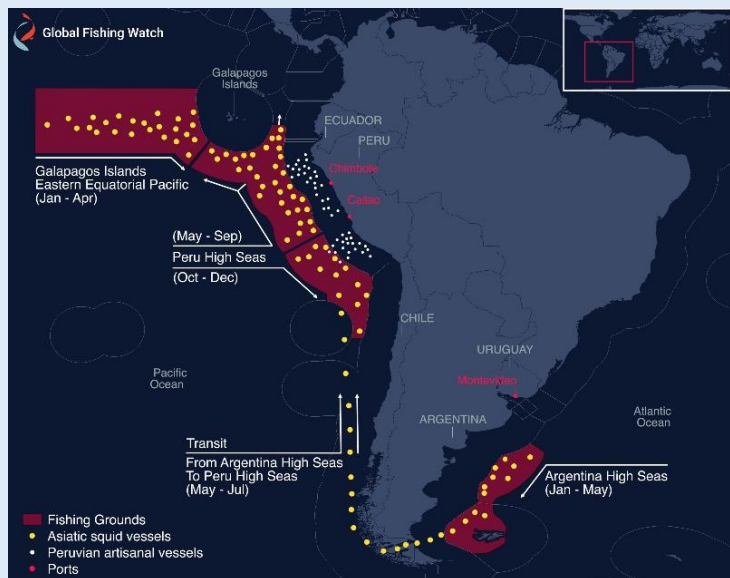 Global Fishing Watch
Galapagos
Islands
ECUADOR
PERU
Chimbote
Callao
Galapagos Islands
Eastern Equatorial Pacific
(Jan - Apr)
(May - Sep)
Peru High Seas
(Oct - Dec)
CHILE
URUGUAY
Montevideo
Pacific
Ocean
ARGENTINA
Atlantic
Ocean
Transit
From Argentina High Seas
To Peru High Seas
(May - Jul)
Argentina High Seas
(Jan - May)
Fishing Grounds
Asiatic squid vessels
Peruvian artisanal vessels
Ports